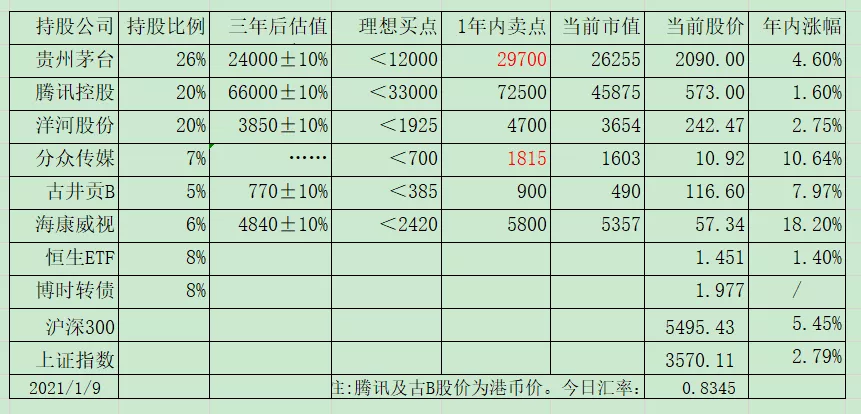 持股公司 持股比例 三年后估值 理想买点 1年内卖点 当前市值 当前股价 年内涨幅
贵州茅台 26% 24000±10% <12000 29700 26255 2090.00 4.60%
腾讯控股 20% 66000±10% <33000 72500 45875 573.00 1.60%
洋河股份 20% 3850±10% <1925 4700 3654 242.47 2.75%
分众传媒 7% …… <700 1815 1603 10.92 10.64%
古井贡B 5% 770±10% <385 900 490 116.60 7.97%
海康威视 6% 4840±10% <2420 5800 5357 57.34 18.20%
恒生ETF 8% 1.451 1.40%
博时转债 8% 1.977 /
沪深300 5495.43 5.45%
上证指数 3570.11 2.79%
2021/1/9 注:腾讯及古B股价为港币价。今日汇率: 0.8345